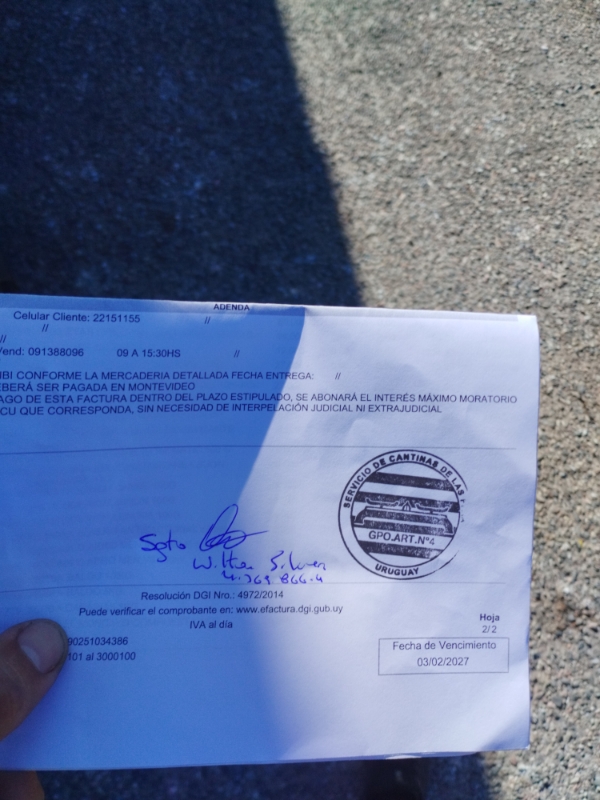 ADENDA
Celular Cliente: 22151155 //
//
//
Vend: 091388096 09 A 15:30HS //
IBI CONFORME LA MERCADERIA DETALLADA FECHA ENTREGA: //
EBERÁ SER PAGADA EN MONTEVIDEO
AGO DE ESTA FACTURA DENTRO DEL PLAZO ESTIPULADO, SE ABONARÁ EL INTERÉS MÁXIMO MORATORIO
CU QUE CORRESPONDA, SIN NECESIDAD DE INTERPELACIÓN JUDICIAL NI EXTRAJUDICIAL
SERVICIO DE CANTINAS DE LAS
GPO.ART.N°4
URUGUAY
Sgto
Resolución DGI Nro.: 4972/2014
Puede verificar el comprobante en: www.efactura.dgi.gub.uy
IVA al día
90251034386
101 al 3000100
Hoja
2/2
Fecha de Vencimiento
03/02/2027